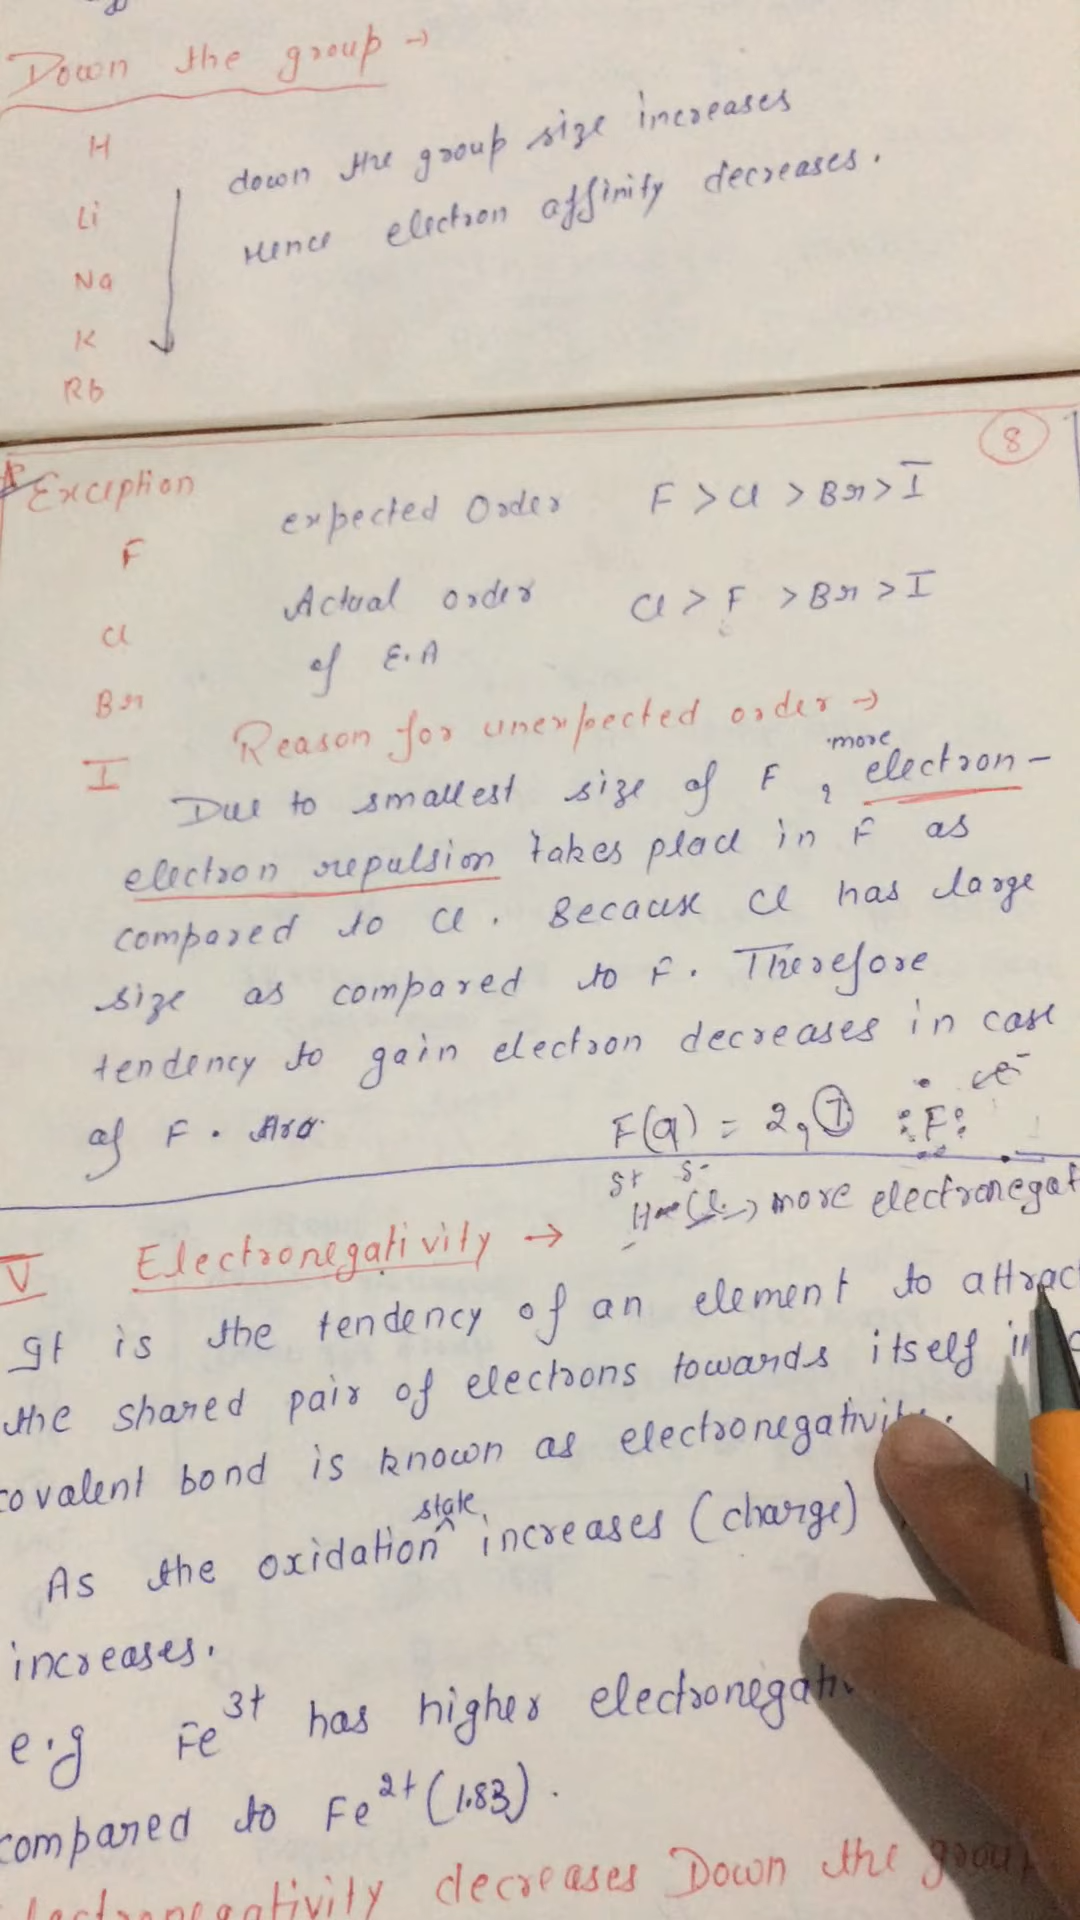 Down the group →
H
Li
Na
K
Rb
down the group size increases
Hence electron affinity decreases.
8
Exception
F
Cl
Br
I
expected Order F > Cl > Br > I
Actual order Cl > F > Br > I
of E.A
Reason for unexpected order →
Due to smallest size of F, more electron-
electron repulsion takes place in F as
compared to Cl. Because Cl has large
size as compared to F. Therefore
tendency to gain electron decreases in case
of F.
F(9) = 2, 7 F e-
δ+ δ-
H Cl → more electronegat
V Electronegativity →
It is the tendency of an element to attract
the shared pair of electrons towards itself in
covalent bond is known as electronegativity.
As the oxidation state increases (charge)
increases.
e.g Fe3+ has higher electronegati
compared to Fe2+ (1.83).
electronegativity decreases Down the group